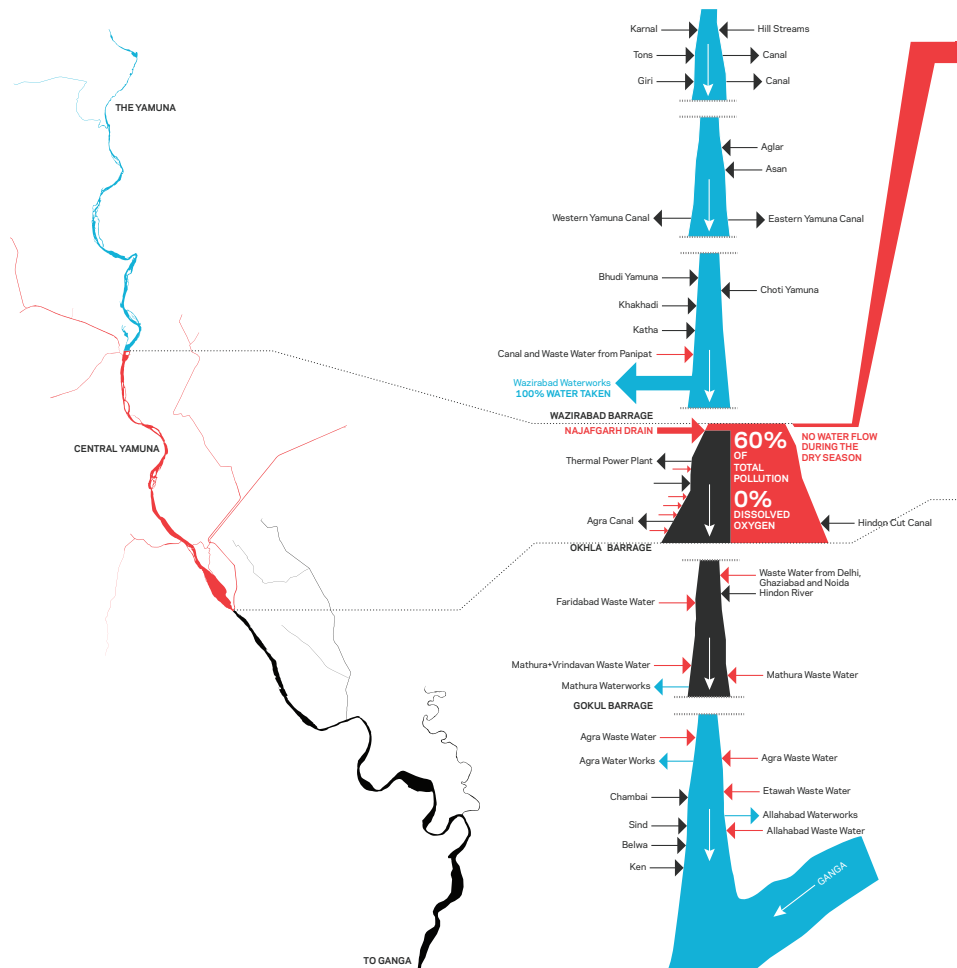 THE YAMUNA
CENTRAL YAMUNA
TO GANGA
Karnal
Hill Streams
Tons
Canal
Giri
Canal
Aglar
Asan
Western Yamuna Canal
Eastern Yamuna Canal
Bhudi Yamuna
Choti Yamuna
Khakhadi
Katha
Canal and Waste Water from Panipat
Wazirabad Waterworks
100% WATER TAKEN
WAZIRABAD BARRAGE
NAJAFGARH DRAIN
60%
OF
TOTAL
POLLUTION
0%
DISSOLVED
OXYGEN
NO WATER FLOW
DURING THE
DRY SEASON
Thermal Power Plant
Agra Canal
Hindon Cut Canal
OKHLA BARRAGE
Waste Water from Delhi,
Ghaziabad and Noida
Hindon River
Faridabad Waste Water
Mathura+Vrindavan Waste Water
Mathura Waste Water
Mathura Waterworks
GOKUL BARRAGE
Agra Waste Water
Agra Waste Water
Agra Water Works
Etawah Waste Water
Chambai
Allahabad Waterworks
Sind
Allahabad Waste Water
Belwa
Ken
GANGA